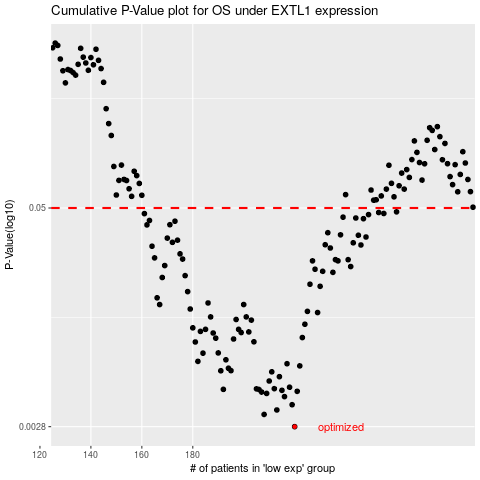 Cumulative P-Value plot for OS under EXTL1 expression
P-Value(log10)
0.05
0.0028
optimized
120 140 160 180
# of patients in 'low exp' group